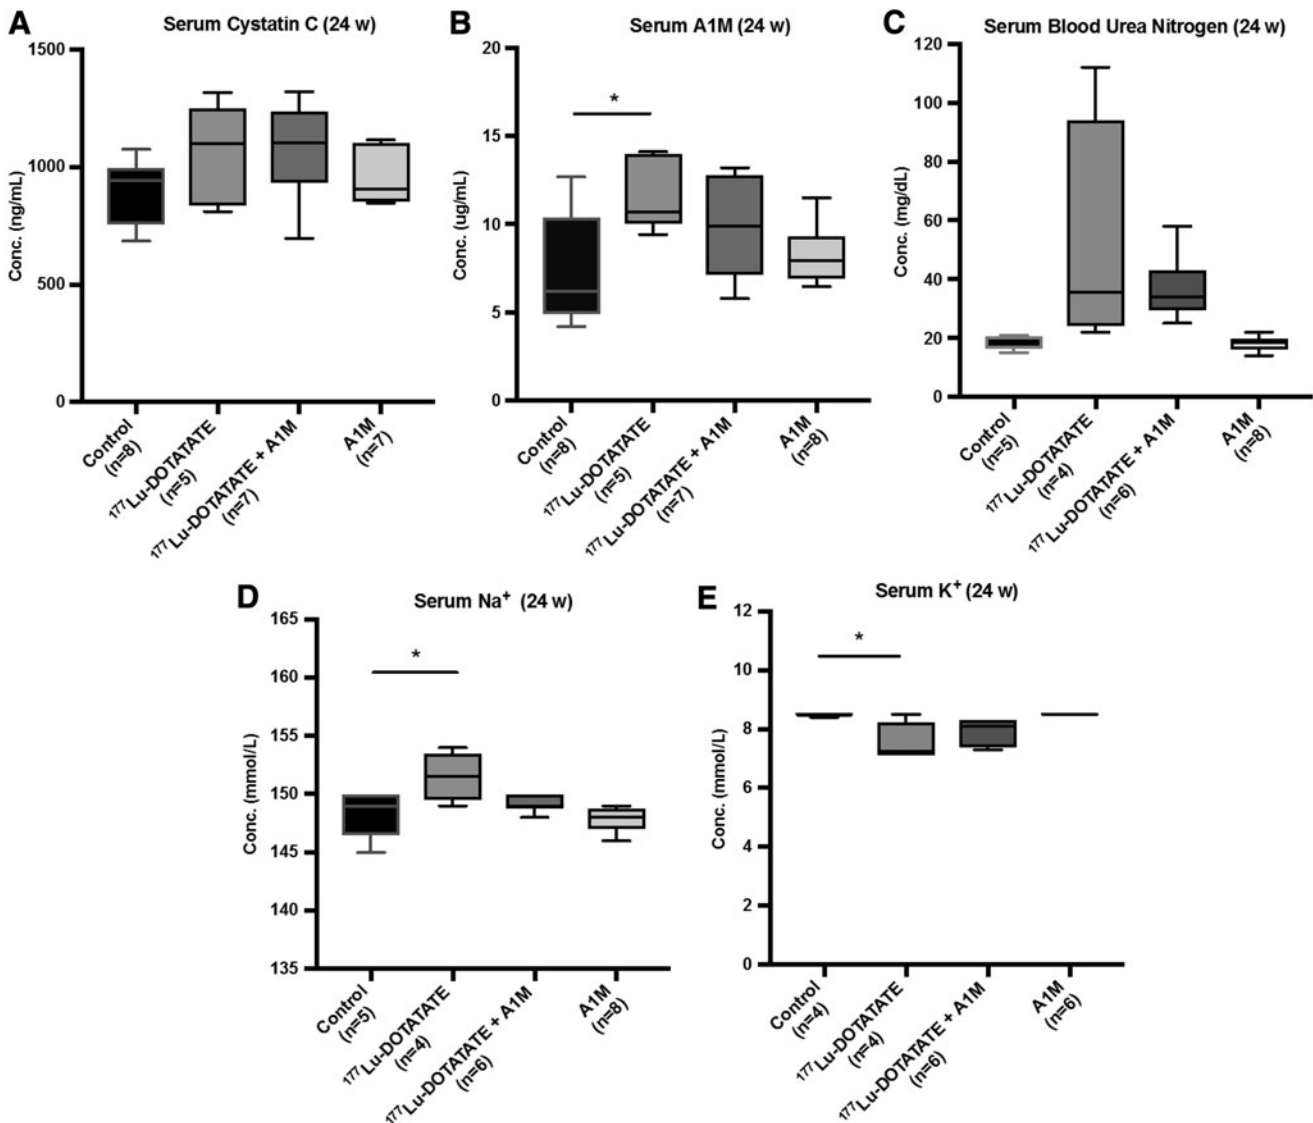 A
Serum Cystatin C (24 w)
1500
1000
500
0
Conc. (ng/mL)
Control
(n=8)
¹⁷⁷Lu-DOTATATE
(n=5)
¹⁷⁷Lu-DOTATATE + A1M
(n=7)
A1M
(n=7)
B
Serum A1M (24 w)
20
15
10
5
0
Conc. (ug/mL)
*
Control
(n=8)
¹⁷⁷Lu-DOTATATE
(n=5)
¹⁷⁷Lu-DOTATATE + A1M
(n=7)
A1M
(n=8)
C
Serum Blood Urea Nitrogen (24 w)
120
100
80
60
40
20
0
Conc. (mg/dL)
Control
(n=5)
¹⁷⁷Lu-DOTATATE
(n=4)
¹⁷⁷Lu-DOTATATE + A1M
(n=6)
A1M
(n=8)
D
Serum Na⁺ (24 w)
165
160
155
150
145
140
135
Conc. (mmol/L)
*
Control
(n=5)
¹⁷⁷Lu-DOTATATE
(n=4)
¹⁷⁷Lu-DOTATATE + A1M
(n=6)
A1M
(n=8)
E
Serum K⁺ (24 w)
12
10
8
6
4
2
0
Conc. (mmol/L)
*
Control
(n=4)
¹⁷⁷Lu-DOTATATE
(n=4)
¹⁷⁷Lu-DOTATATE + A1M
(n=6)
A1M
(n=6)